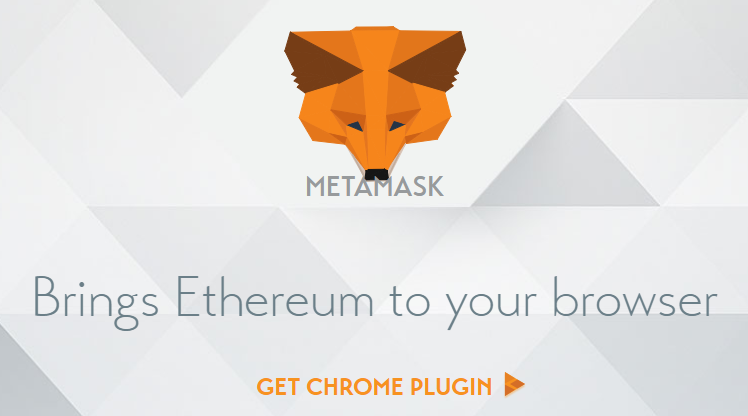 METAMASK
Brings Ethereum to your browser
GET CHROME PLUGIN